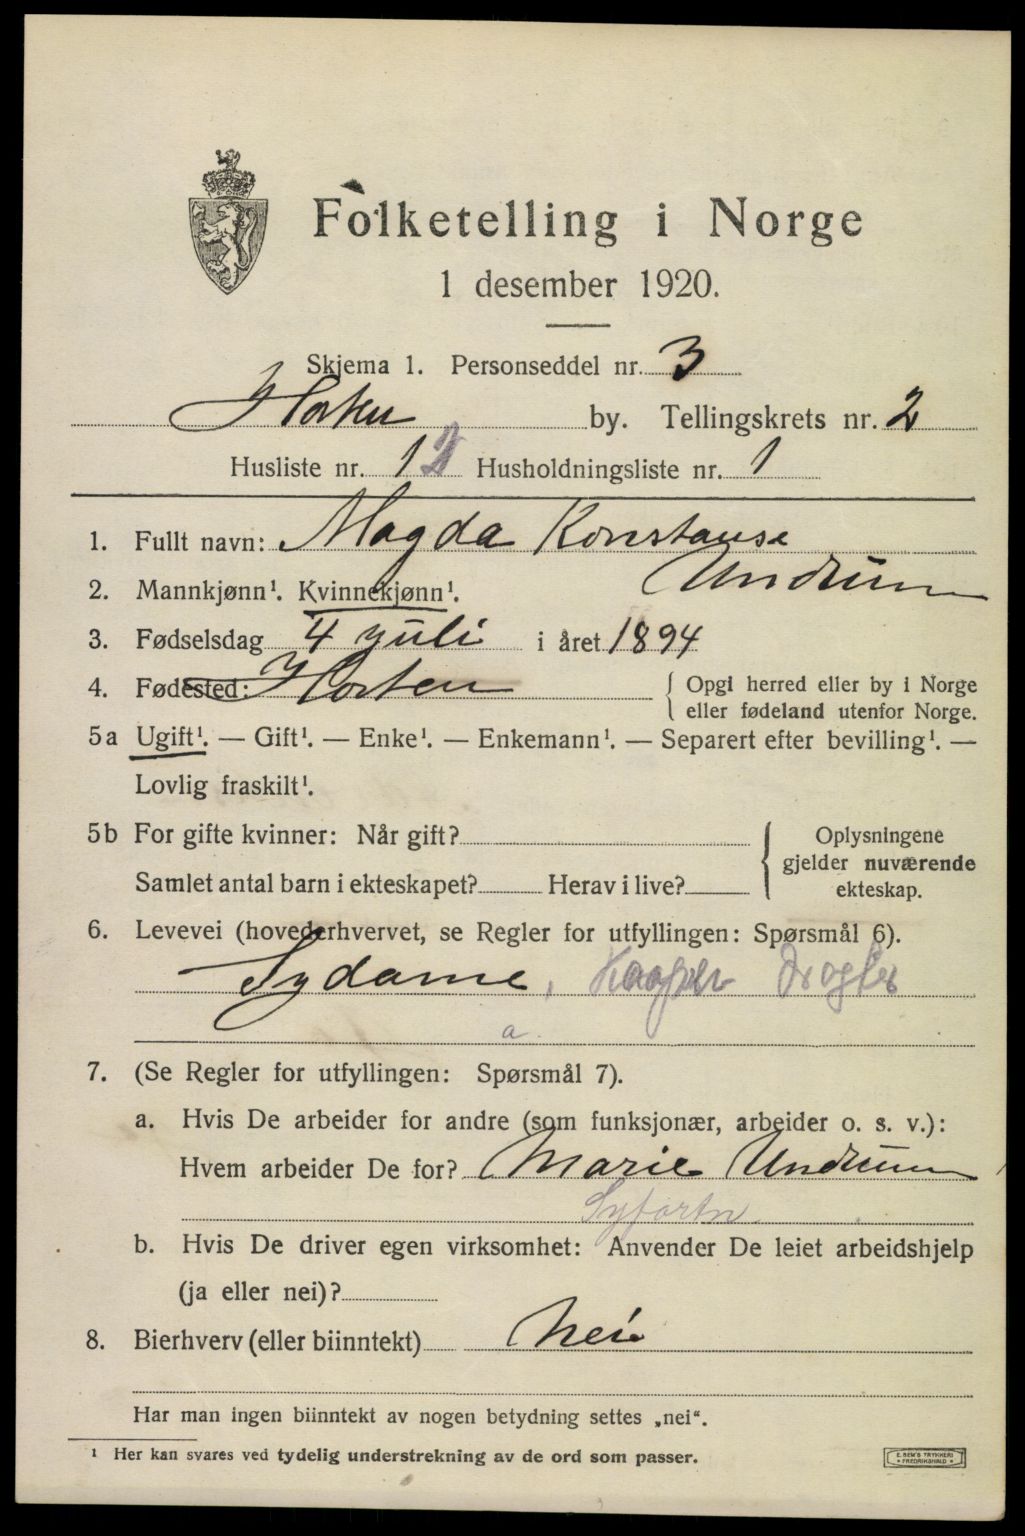 Folketelling i Norge
1 desember 1920.
Skjema 1. Personseddel nr. 3
Horten by. Tellingskrets nr. 2
Husliste nr. 12 Husholdningsliste nr. 1
1. Fullt navn: Magda Konstanse
Undrum
2. Mannkjønn¹. Kvinnekjønn¹.
3. Fødselsdag 4 juli i året 1894
4. Fødested: Horten { Opgi herred eller by i Norge
eller fødeland utenfor Norge.
5a Ugift¹. — Gift¹. — Enke¹. — Enkemann¹. — Separert efter bevilling¹. —
Lovlig fraskilt¹.
5b For gifte kvinner: Når gift? Oplysningene
gjelder nuværende
Samlet antal barn i ekteskapet? Herav i live? ekteskap.
6. Levevei (hovederhvervet, se Regler for utfyllingen: Spørsmål 6).
Sydame,
a.
7. (Se Regler for utfyllingen: Spørsmål 7).
a. Hvis De arbeider for andre (som funksjonær, arbeider o. s. v.):
Hvem arbeider De for? Marie Undrum
Syfortn
b. Hvis De driver egen virksomhet: Anvender De leiet arbeidshjelp
(ja eller nei)?
8. Bierhverv (eller biinntekt) Nei
Har man ingen biinntekt av nogen betydning settes „nei“.
¹ Her kan svares ved tydelig understrekning av de ord som passer.
E. SEM'S TRYKKERI
FREDRIKSHALD